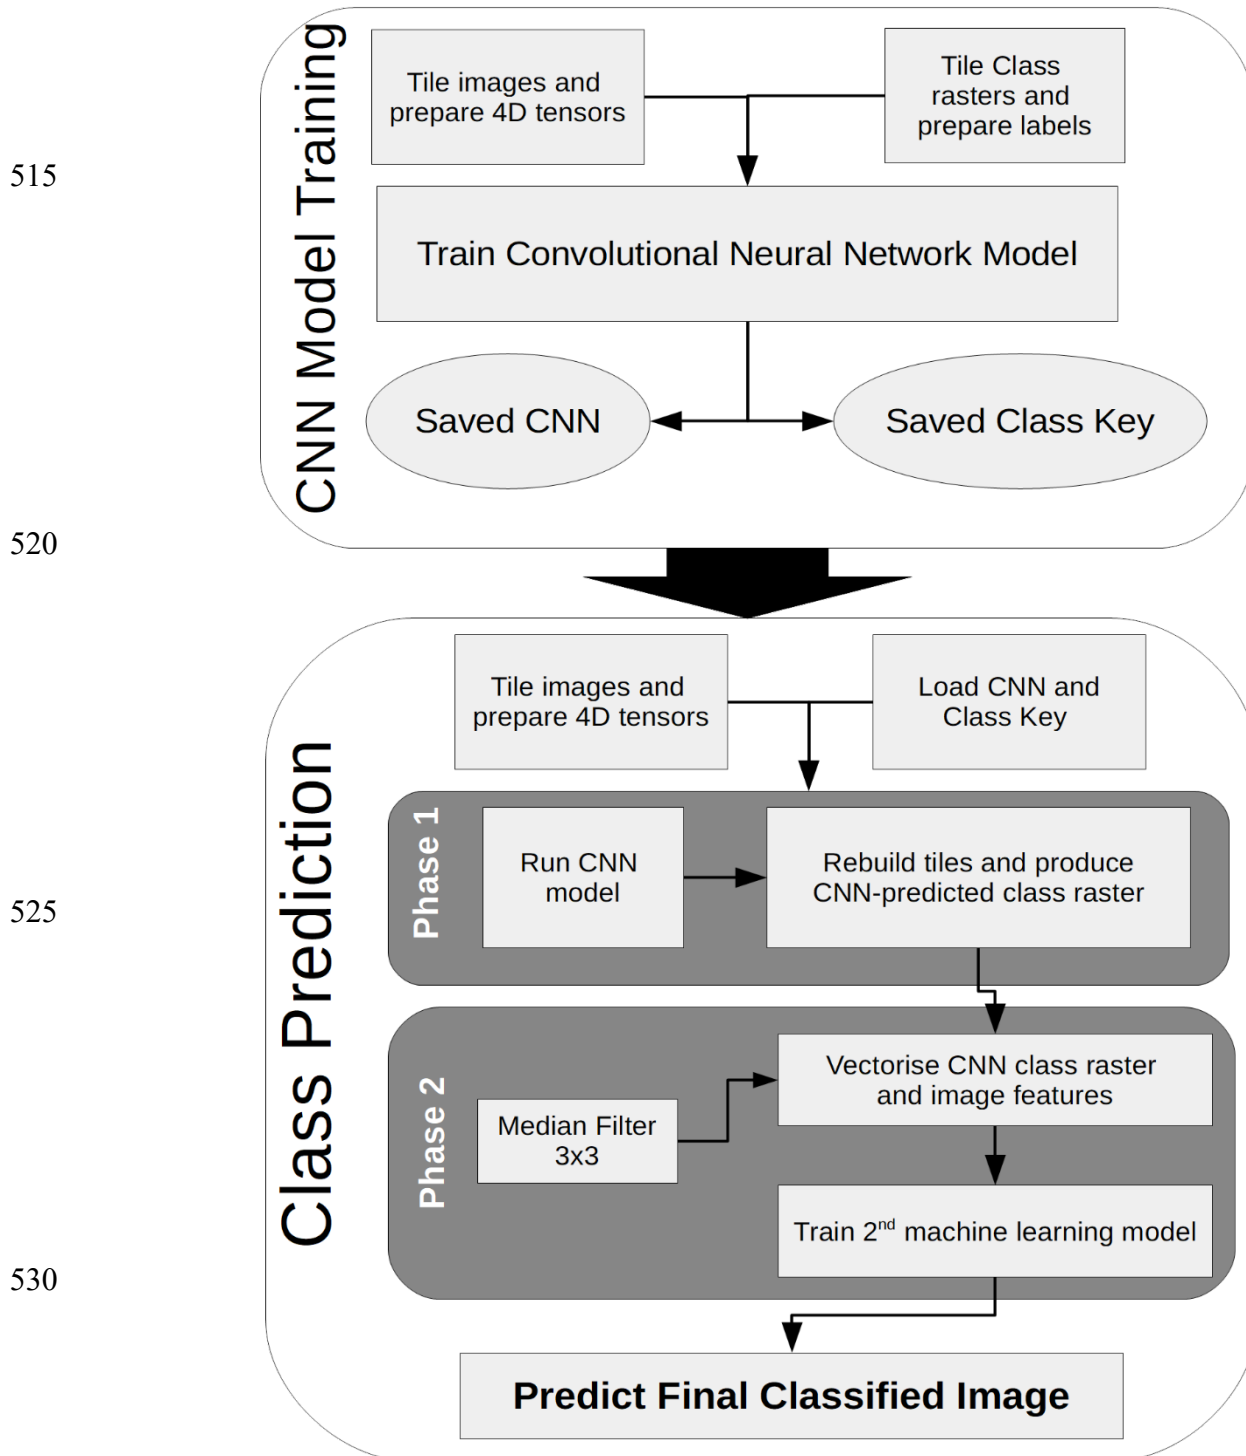 CNN Model Training
Tile images and
prepare 4D tensors
Tile Class
rasters and
prepare labels
515
Train Convolutional Neural Network Model
Saved CNN
Saved Class Key
520
Class Prediction
Tile images and
prepare 4D tensors
Load CNN and
Class Key
Phase 1
Run CNN
model
Rebuild tiles and produce
CNN-predicted class raster
525
Phase 2
Vectorise CNN class raster
and image features
Median Filter
3x3
Train 2nd machine learning model
530
Predict Final Classified Image